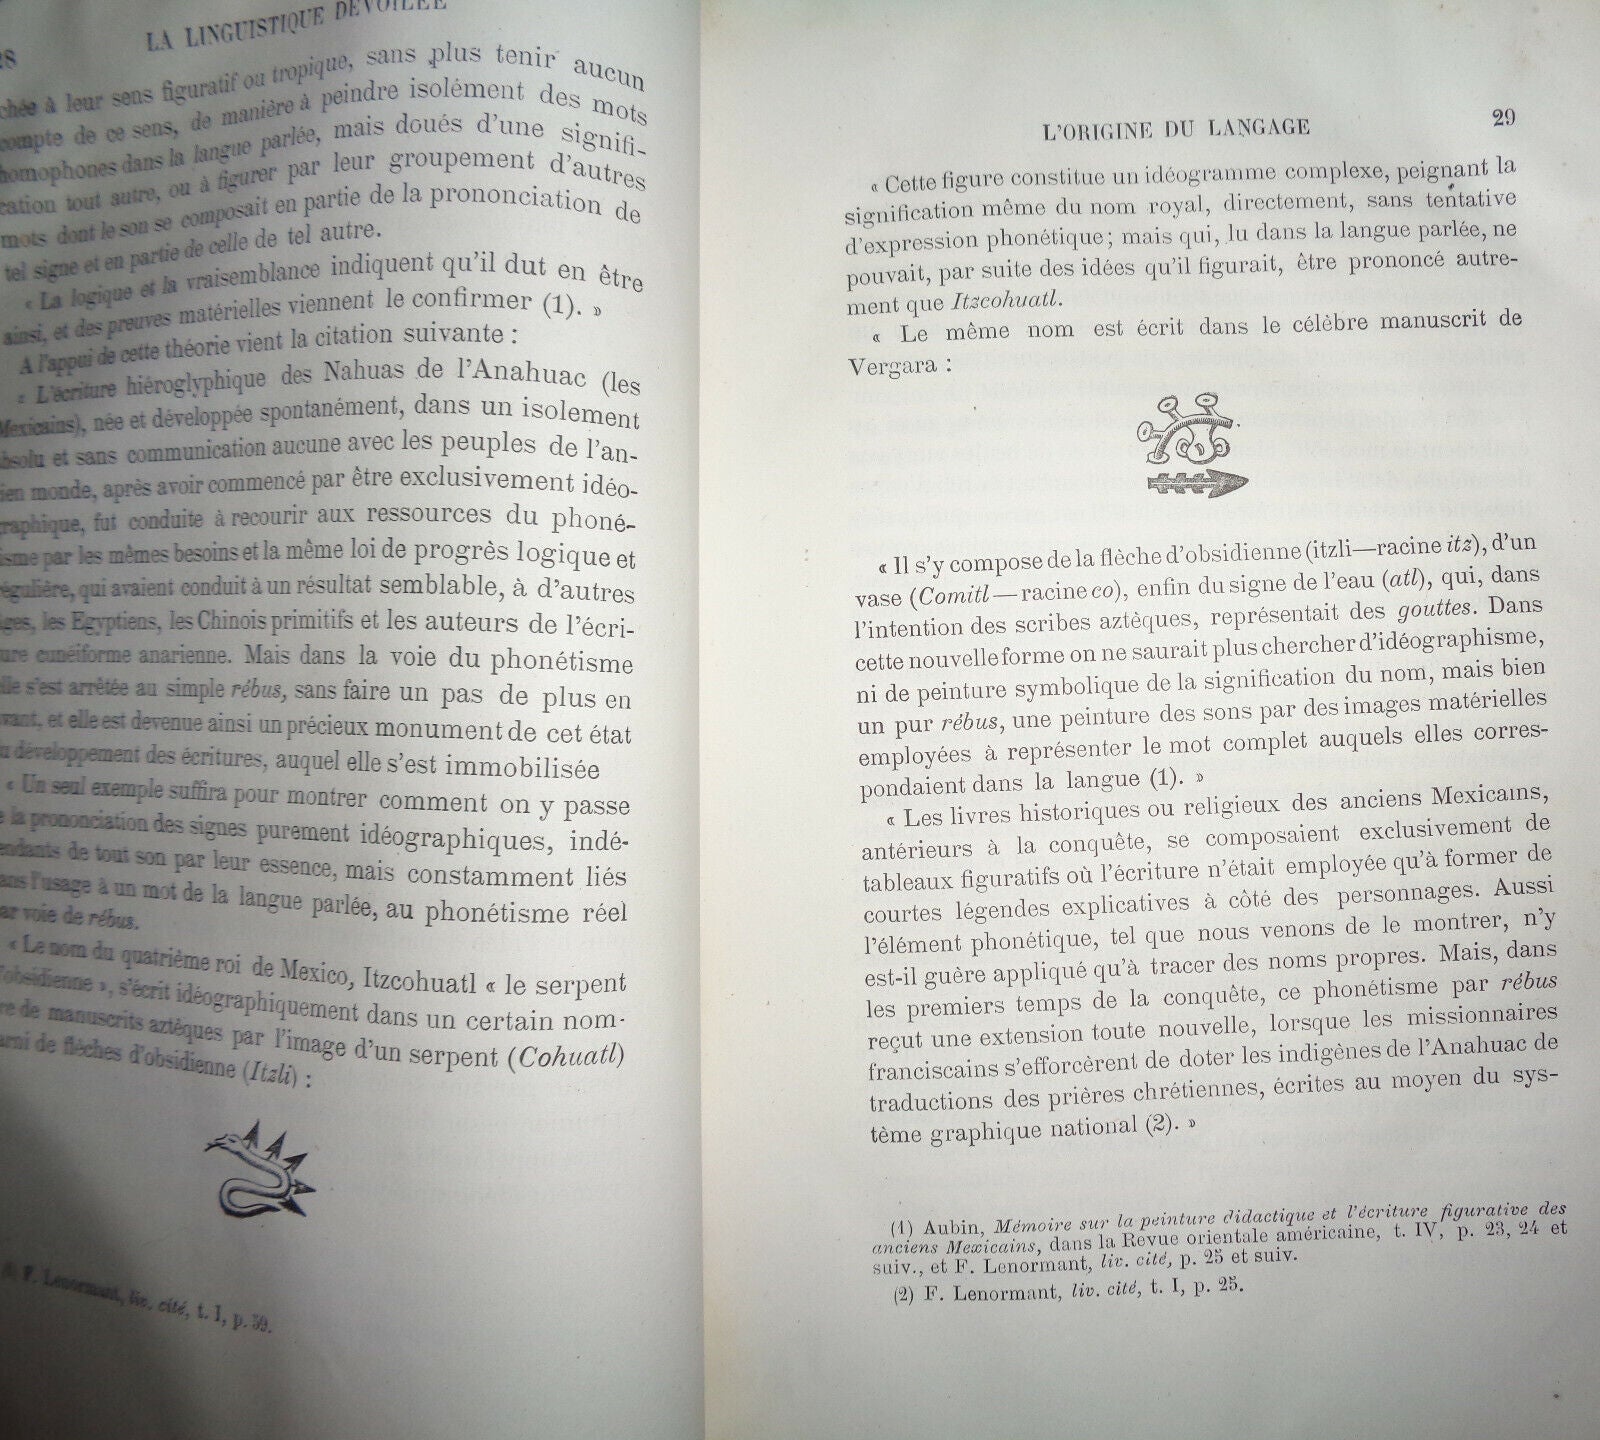 28
LA LINGUISTIQUE DÉVOILÉE
chée à leur sens figuratif ou tropique, sans plus tenir aucun
compte de ce sens, de manière à peindre isolément des mots
homophones dans la langue parlée, mais doués d'une signifi-
cation tout autre, ou à figurer par leur groupement d'autres
mots dont le son se composait en partie de la prononciation de
tel signe et en partie de celle de tel autre.
« La logique et la vraisemblance indiquent qu'il dut en être
ainsi, et des preuves matérielles viennent le confirmer (1). »
A l'appui de cette théorie vient la citation suivante :
« L'écriture hiéroglyphique des Nahuas de l'Anahuac (les
Mexicains), née et développée spontanément, dans un isolement
absolu et sans communication aucune avec les peuples de l'an-
cien monde, après avoir commencé par être exclusivement idéo-
graphique, fut conduite à recourir aux ressources du phoné-
tisme par les mêmes besoins et la même loi de progrès logique et
régulière, qui avaient conduit à un résultat semblable, à d'autres
âges, les Egyptiens, les Chinois primitifs et les auteurs de l'écri-
ture cunéiforme anarienne. Mais dans la voie du phonétisme
elle s'est arrêtée au simple rébus, sans faire un pas de plus en
avant, et elle est devenue ainsi un précieux monument de cet état
du développement des écritures, auquel elle s'est immobilisée
« Un seul exemple suffira pour montrer comment on y passe
de la prononciation des signes purement idéographiques, indé-
pendants de tout son par leur essence, mais constamment liés
dans l'usage à un mot de la langue parlée, au phonétisme réel
par voie de rébus.
« Le nom du quatrième roi de Mexico, Itzcohuatl « le serpent
d'obsidienne », s'écrit idéographiquement dans un certain nom-
bre de manuscrits aztèques par l'image d'un serpent (Cohuatl)
garni de flèches d'obsidienne (Itzli) :
F. Lenormant, liv. cité, t. I, p. 59.
L'ORIGINE DU LANGAGE
29
« Cette figure constitue un idéogramme complexe, peignant la
signification même du nom royal, directement, sans tentative
d'expression phonétique; mais qui, lu dans la langue parlée, ne
pouvait, par suite des idées qu'il figurait, être prononcé autre-
ment que Itzcohuatl.
« Le même nom est écrit dans le célèbre manuscrit de
Vergara :
« Il s'y compose de la flèche d'obsidienne (itzli—racine itz), d'un
vase (Comitl—racine co), enfin du signe de l'eau (atl), qui, dans
l'intention des scribes aztèques, représentait des gouttes. Dans
cette nouvelle forme on ne saurait plus chercher d'idéographisme,
ni de peinture symbolique de la signification du nom, mais bien
un pur rébus, une peinture des sons par des images matérielles
employées à représenter le mot complet auquels elles corres-
pondaient dans la langue (1). »
« Les livres historiques ou religieux des anciens Mexicains,
antérieurs à la conquête, se composaient exclusivement de
tableaux figuratifs où l'écriture n'était employée qu'à former de
courtes légendes explicatives à côté des personnages. Aussi
l'élément phonétique, tel que nous venons de le montrer, n'y
est-il guère appliqué qu'à tracer des noms propres. Mais, dans
les premiers temps de la conquête, ce phonétisme par rébus
reçut une extension toute nouvelle, lorsque les missionnaires
franciscains s'efforcèrent de doter les indigènes de l'Anahuac de
traductions des prières chrétiennes, écrites au moyen du sys-
tème graphique national (2). »
(1) Aubin, Mémoire sur la peinture didactique et l'écriture figurative des
anciens Mexicains, dans la Revue orientale américaine, t. IV, p. 23, 24 et
suiv., et F. Lenormant, liv. cité, p. 25 et suiv.
(2) F. Lenormant, liv. cité, t. I, p. 25.